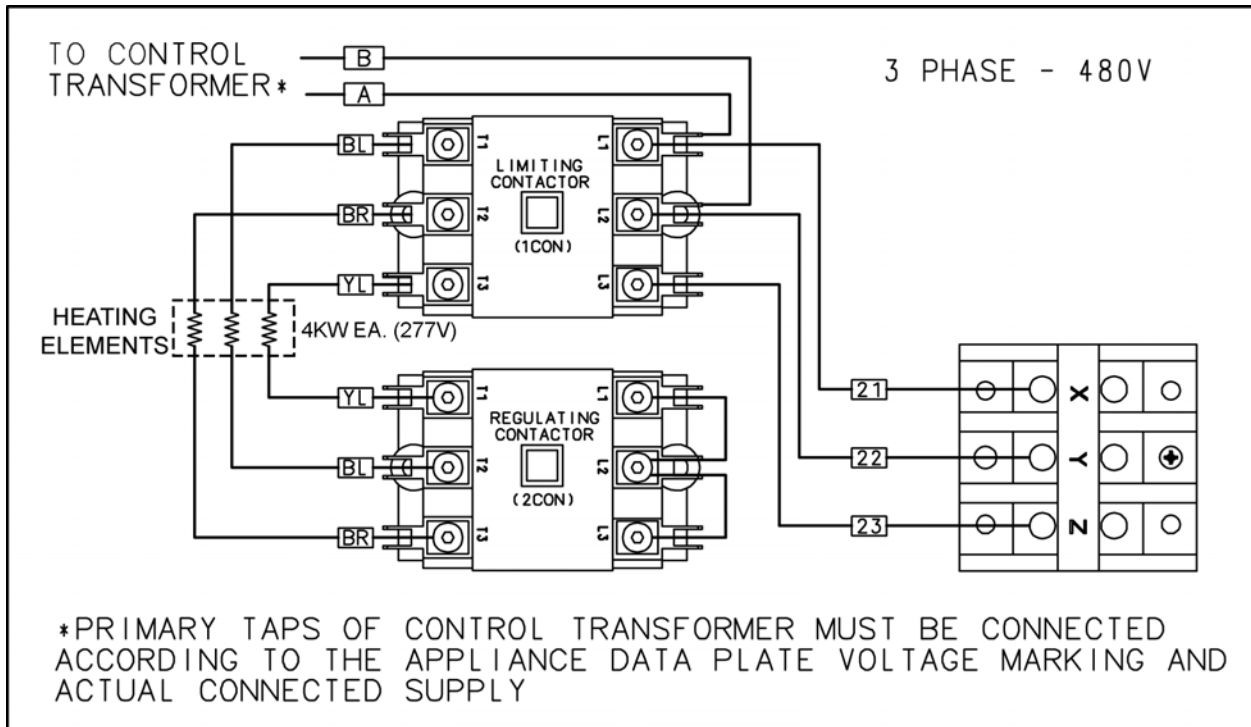 TO CONTROL
TRANSFORMER*
B
A
3 PHASE - 480V
BL
T1
L1
LIMITING
CONTACTOR
BR
T2
L2
(1CON)
YL
T3
L3
HEATING
ELEMENTS
4KW EA. (277V)
YL
T1
L1
REGULATING
CONTACTOR
BL
T2
L2
(2CON)
BR
T3
L3
21
X
22
Y
23
Z
*PRIMARY TAPS OF CONTROL TRANSFORMER MUST BE CONNECTED
ACCORDING TO THE APPLIANCE DATA PLATE VOLTAGE MARKING AND
ACTUAL CONNECTED SUPPLY